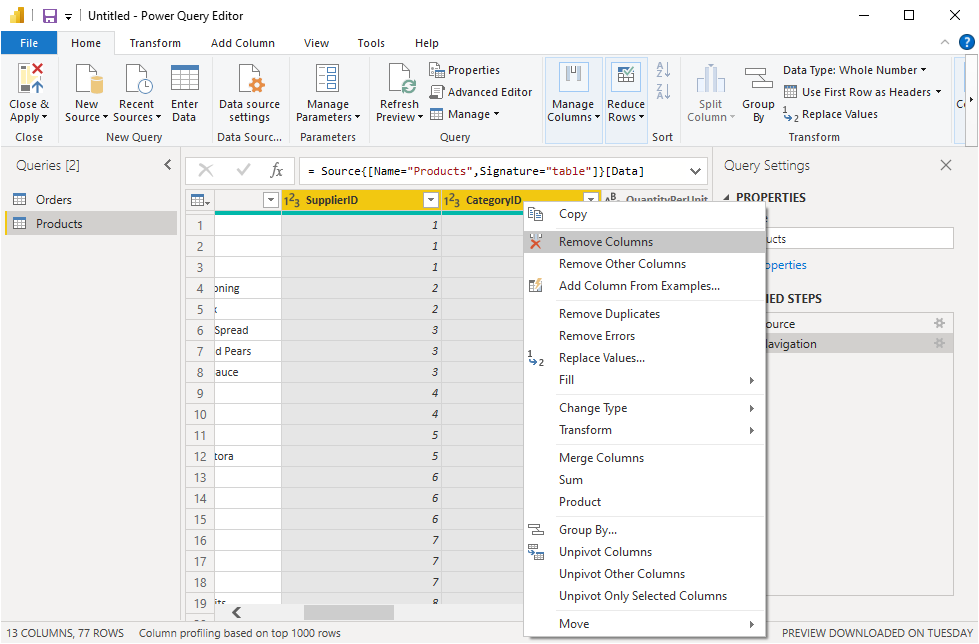 Untitled - Power Query Editor
File Home Transform Add Column View Tools Help
Close & Apply
New Source
Recent Sources
Enter Data
Data source settings
Manage Parameters
Refresh Preview
Properties
Advanced Editor
Manage
Manage Columns
Reduce Rows
Split Column
Group By
Data Type: Whole Number
Use First Row as Headers
Replace Values
Close New Query Data Sourc... Parameters Query Sort Transform
Queries [2]
Orders
Products
fx = Source{[Name="Products",Signature="table"]}[Data]
123 SupplierID 123 CategoryID QuantityPerUnit
1 1
2 1
3 1
4 oning 2
5 x 2
6 Spread 3
7 d Pears 3
8 auce 3
9 4
10 4
11 5
12 tora 5
13 6
14 6
15 6
16 7
17 7
18 7
19 its 8
Copy
Remove Columns
Remove Other Columns
Add Column From Examples...
Remove Duplicates
Remove Errors
Replace Values...
Fill
Change Type
Transform
Merge Columns
Sum
Product
Group By...
Unpivot Columns
Unpivot Other Columns
Unpivot Only Selected Columns
Move
Query Settings
PROPERTIES
e
ucts
operties
IED STEPS
ource
avigation
13 COLUMNS, 77 ROWS Column profiling based on top 1000 rows PREVIEW DOWNLOADED ON TUESDAY